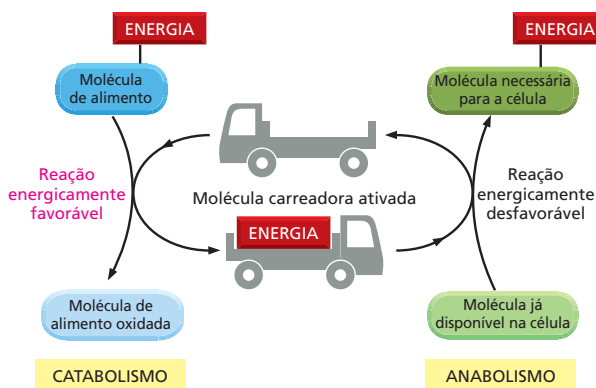 ENERGIA
ENERGIA
Molécula
de alimento
Molécula necessária
para a célula
Reação
energicamente
favorável
Molécula carreadora ativada
ENERGIA
Reação
energicamente
desfavorável
Molécula de
alimento oxidada
Molécula já
disponível na célula
CATABOLISMO
ANABOLISMO